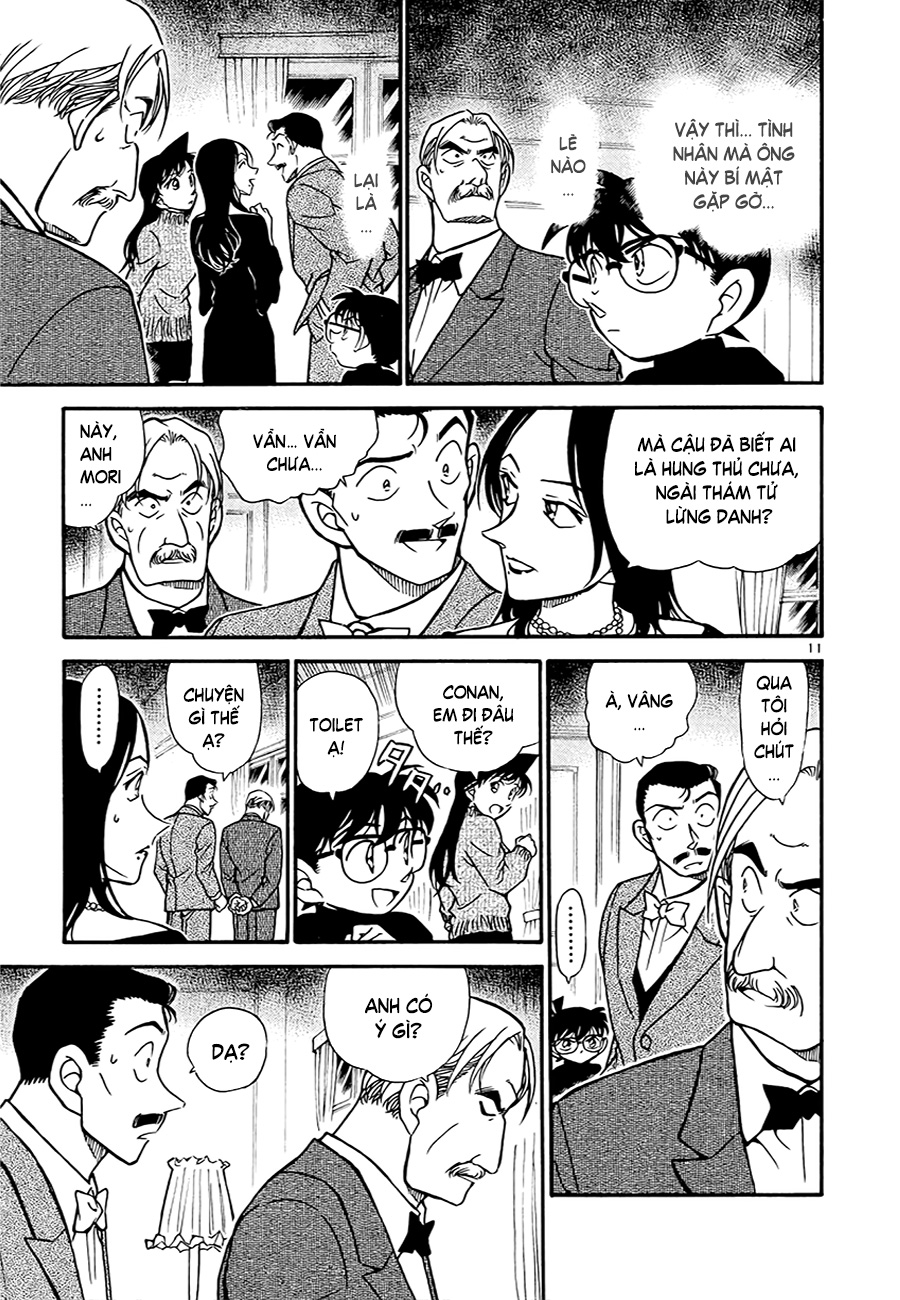 VẬY THÌ... TÌNH
NHÂN MÀ ÔNG
NÀY BÍ MẬT
GẶP GỠ...
LẼ
NÀO
...
LẠI
LÀ
...
MÀ CẬU ĐÃ BIẾT AI
LÀ HUNG THỦ CHƯA,
NGÀI THÁM TỬ
LỪNG DANH?
VẨN... VẨN
CHƯA...
NÀY,
ANH
MORI
...
11
QUA
TÔI
HỎI
CHÚT
...
À, VÂNG
...
........
CONAN,
EM ĐI ĐÂU
THẾ?
TOILET
Ạ!
CHUYỆN
GÌ THẾ
Ạ?
........
ANH CÓ
Ý GÌ?
DẠ?